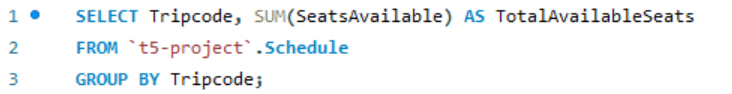 1 SELECT Tripcode, SUM(SeatsAvailable) AS TotalAvailableSeats
2 FROM `t5-project`.Schedule
3 GROUP BY Tripcode;